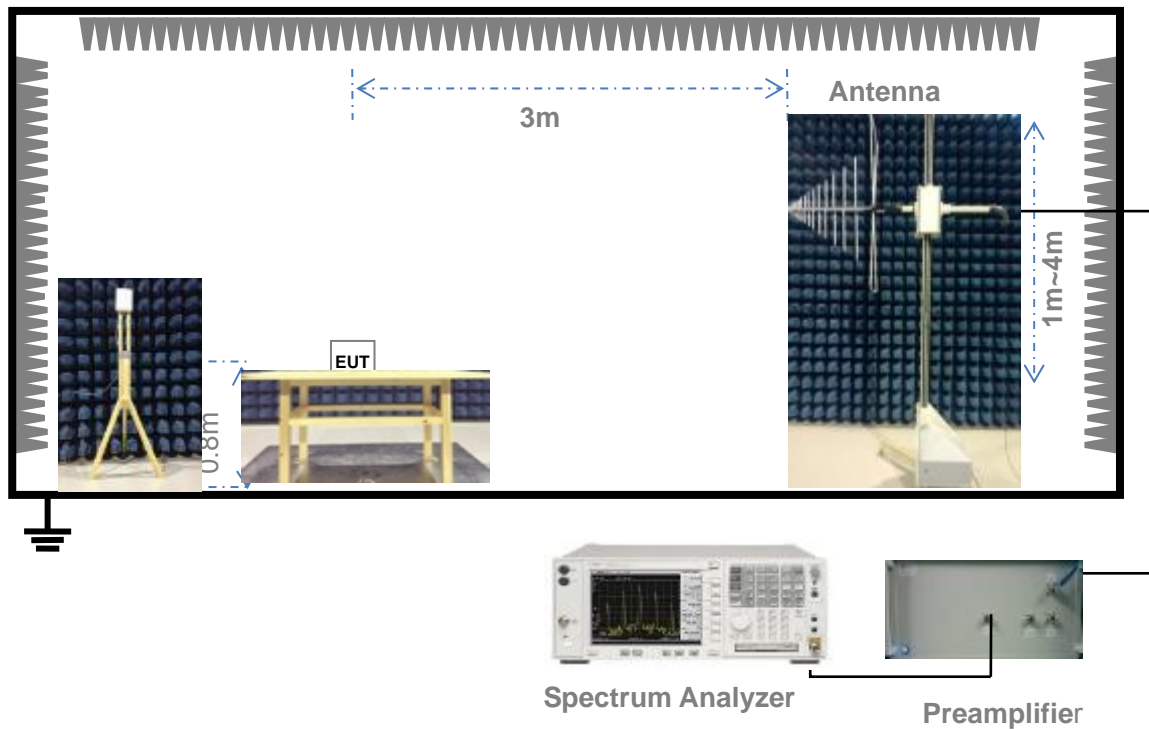 Antenna
3m
1m~4m
EUT
0.8m
Spectrum Analyzer
Preamplifier